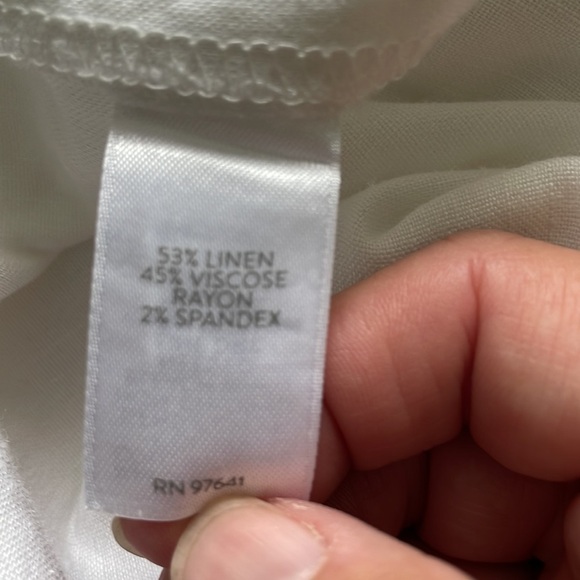 53% LINEN
45% VISCOSE
RAYON
2% SPANDEX
RN 97641